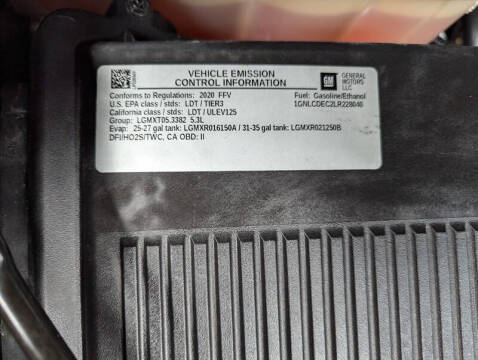 VEHICLE EMISSION
CONTROL INFORMATION
GM
GENERAL
MOTORS
LLC
Conforms to Regulations: 2020 FFV
Fuel: Gasoline/Ethanol
U.S. EPA class / stds: LDT / TIER3
1GNLCDEC2LR228040
California class / stds: LDT / ULEV125
Group: LGMXT05.3382 5.3L
Evap: 25-27 gal tank: LGMXR016150A / 31-35 gal tank: LGMXR021250B
DFI/HO2S/TWC, CA OBD: II